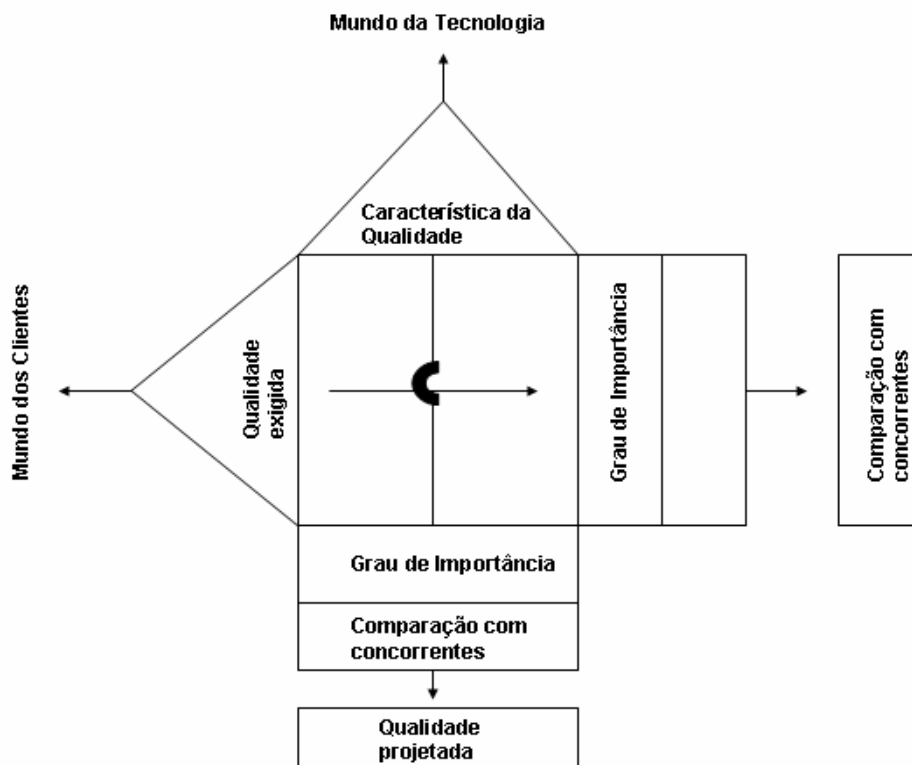 Mundo da Tecnologia
Característica da
Qualidade
Mundo dos Clientes
Qualidade
exigida
Grau de Importância
Comparação com
concorrentes
Grau de Importância
Comparação com
concorrentes
Qualidade
projetada